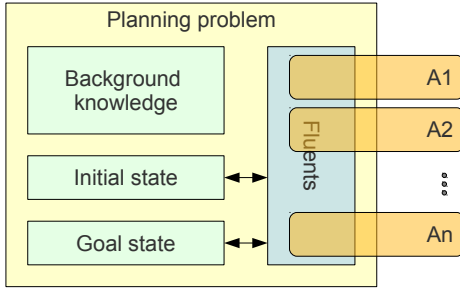 Planning problem
Background
knowledge
Initial state
Goal state
Fluents
A1
A2
...
An